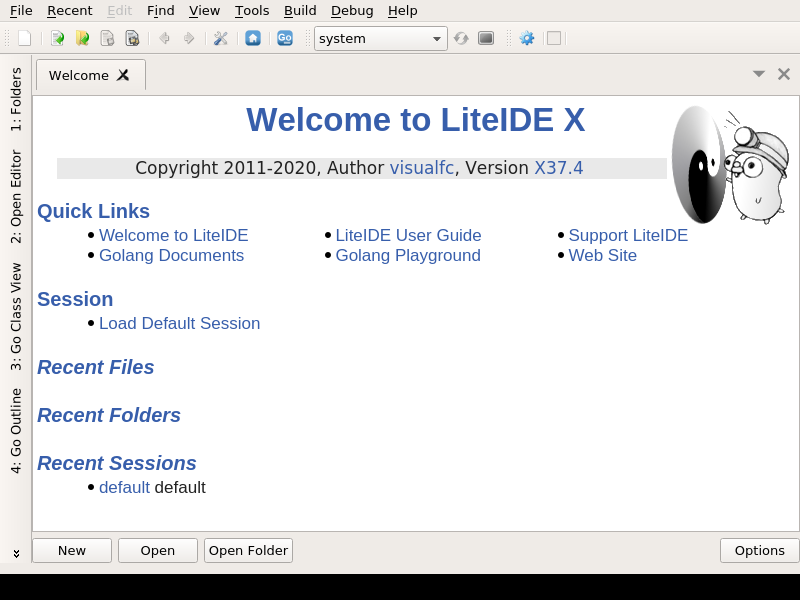 File Recent Edit Find View Tools Build Debug Help
Go system
1: Folders
2: Open Editor
3: Go Class View
4: Go Outline
Welcome
Welcome to LiteIDE X
Copyright 2011-2020, Author visualfc, Version X37.4
Quick Links
Welcome to LiteIDE LiteIDE User Guide Support LiteIDE
Golang Documents Golang Playground Web Site
Session
Load Default Session
Recent Files
Recent Folders
Recent Sessions
default default
New Open Open Folder Options